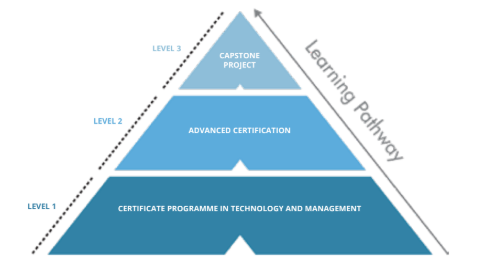 LEVEL 3
CAPSTONE
PROJECT
Learning Pathway
LEVEL 2
ADVANCED CERTIFICATION
LEVEL 1
CERTIFICATE PROGRAMME IN TECHNOLOGY AND MANAGEMENT